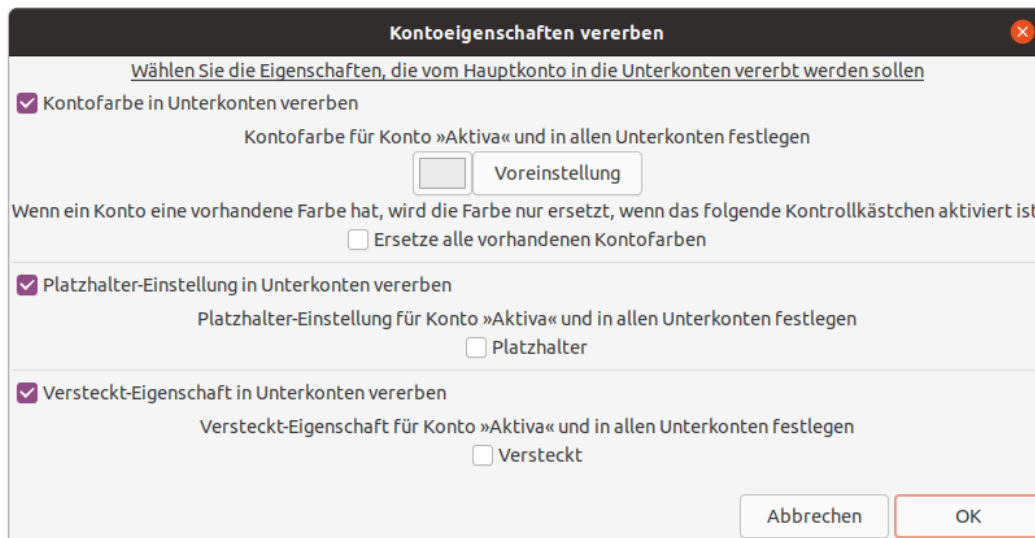 Kontoeigenschaften vererben
Wählen Sie die Eigenschaften, die vom Hauptkonto in die Unterkonten vererbt werden sollen
Kontofarbe in Unterkonten vererben
Kontofarbe für Konto »Aktiva« und in allen Unterkonten festlegen
Voreinstellung
Wenn ein Konto eine vorhandene Farbe hat, wird die Farbe nur ersetzt, wenn das folgende Kontrollkästchen aktiviert ist
Ersetze alle vorhandenen Kontofarben
Platzhalter-Einstellung in Unterkonten vererben
Platzhalter-Einstellung für Konto »Aktiva« und in allen Unterkonten festlegen
Platzhalter
Versteckt-Eigenschaft in Unterkonten vererben
Versteckt-Eigenschaft für Konto »Aktiva« und in allen Unterkonten festlegen
Versteckt
Abbrechen OK